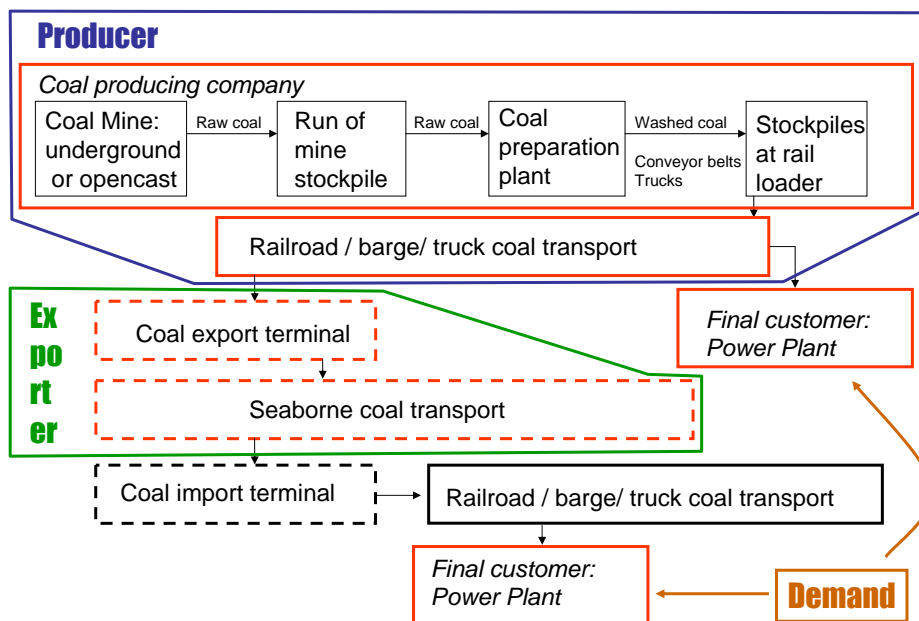 Producer
Coal producing company
Coal Mine:
underground
or opencast
Raw coal
Run of
mine
stockpile
Raw coal
Coal
preparation
plant
Washed coal
Conveyor belts
Trucks
Stockpiles
at rail
loader
Railroad / barge/ truck coal transport
Ex
po
rt
er
Coal export terminal
Final customer:
Power Plant
Seaborne coal transport
Coal import terminal
Railroad / barge/ truck coal transport
Final customer:
Power Plant
Demand